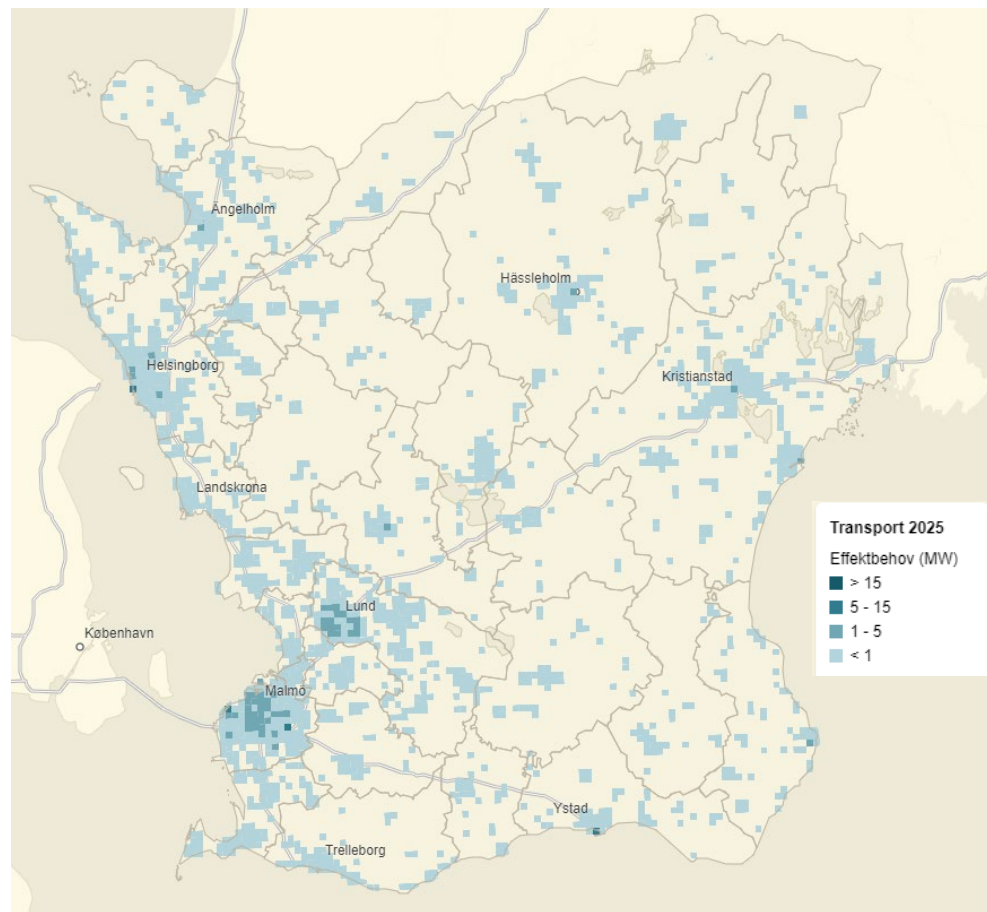 Ängelholm
Hässleholm
Helsingborg
Kristianstad
Landskrona
Transport 2025
Effektbehov (MW)
> 15
5 - 15
1 - 5
< 1
Lund
København
Malmö
Ystad
Trelleborg